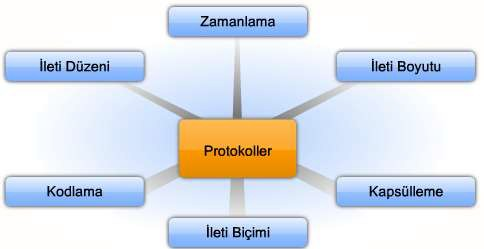 Zamanlama
İleti Düzeni
İleti Boyutu
Protokoller
Kodlama
Kapsülleme
İleti Biçimi